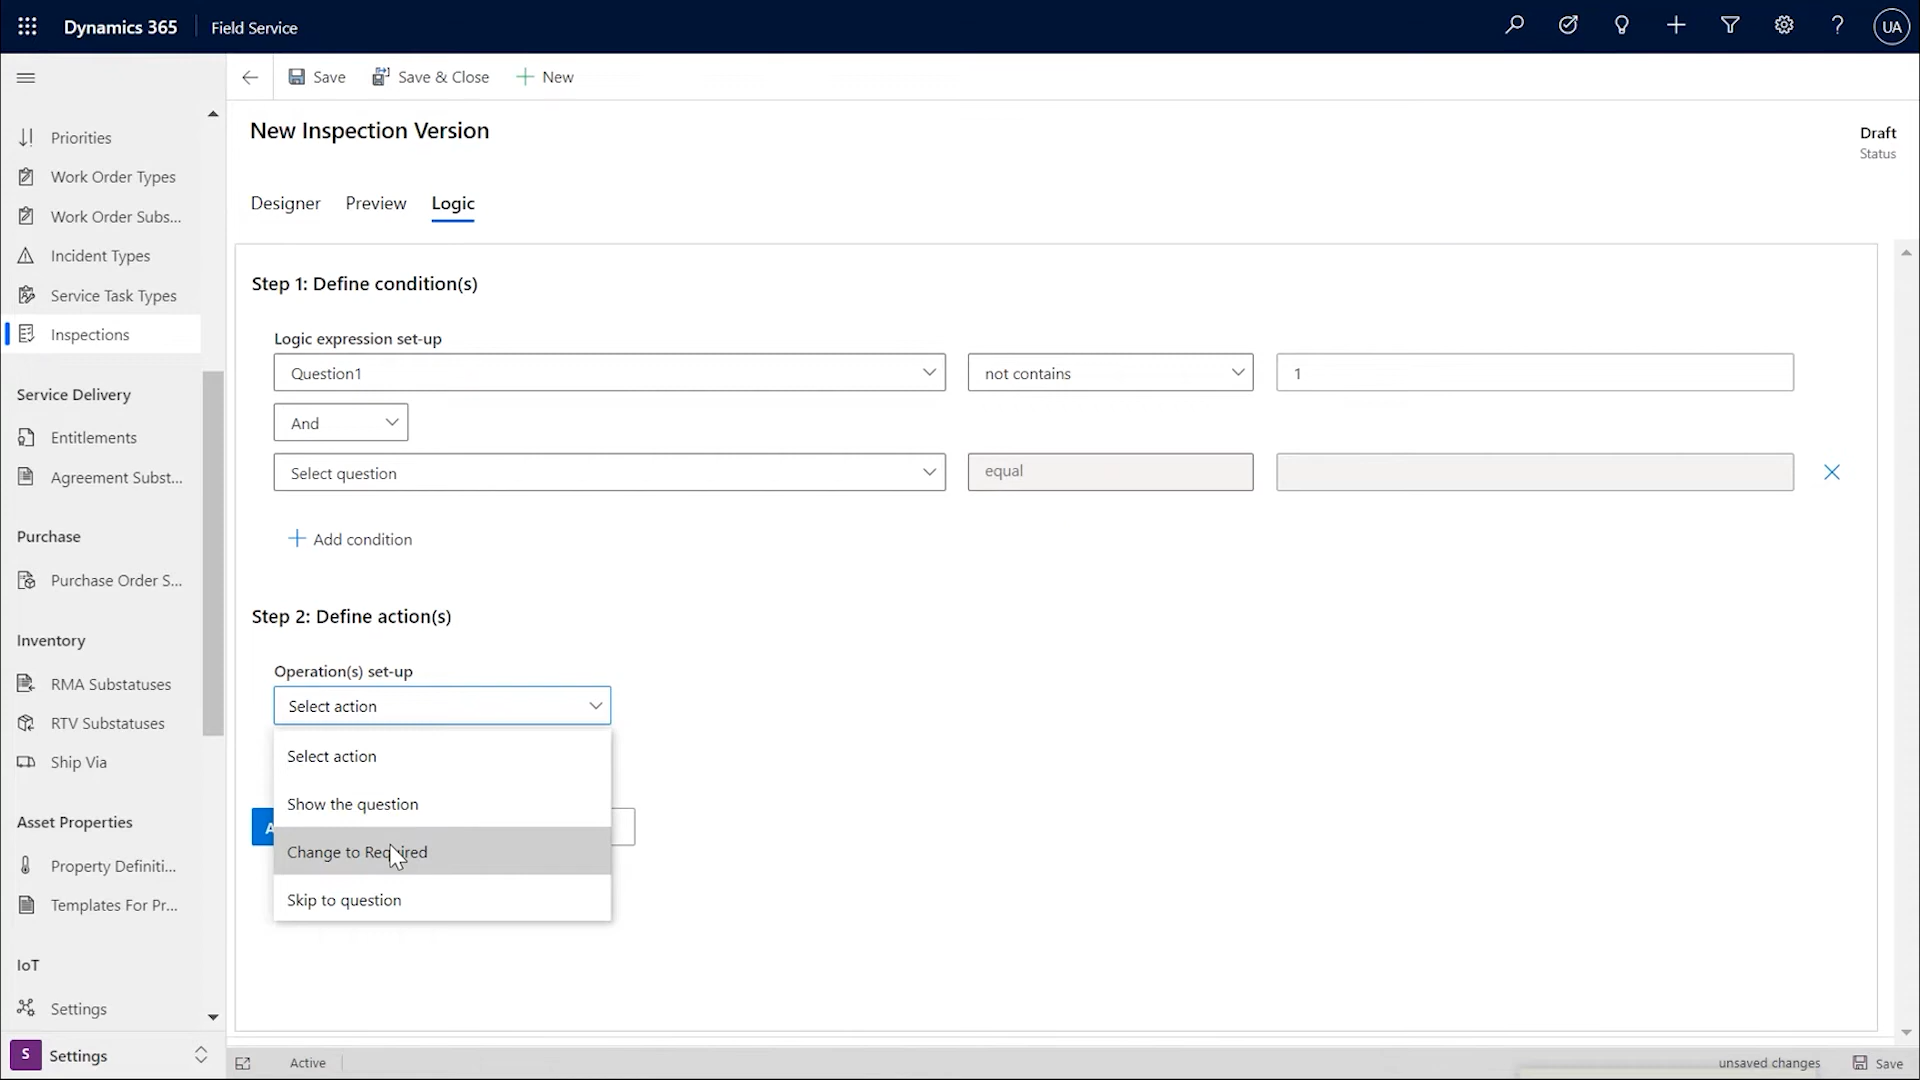 Dynamics 365
Field Service
UA
Save
Save & Close
New
New Inspection Version
Draft
Status
Designer
Preview
Logic
Priorities
Work Order Types
Work Order Subs...
Incident Types
Service Task Types
Inspections
Service Delivery
Entitlements
Agreement Subst...
Purchase
Purchase Order S...
Inventory
RMA Substatuses
RTV Substatuses
Ship Via
Asset Properties
Property Definiti...
Templates For Pr...
IoT
Settings
S
Settings
Step 1: Define condition(s)
Logic expression set-up
Question1
not contains
1
And
Select question
equal
Add condition
Step 2: Define action(s)
Operation(s) set-up
Select action
Select action
Show the question
Change to Required
Skip to question
Active
unsaved changes
Save